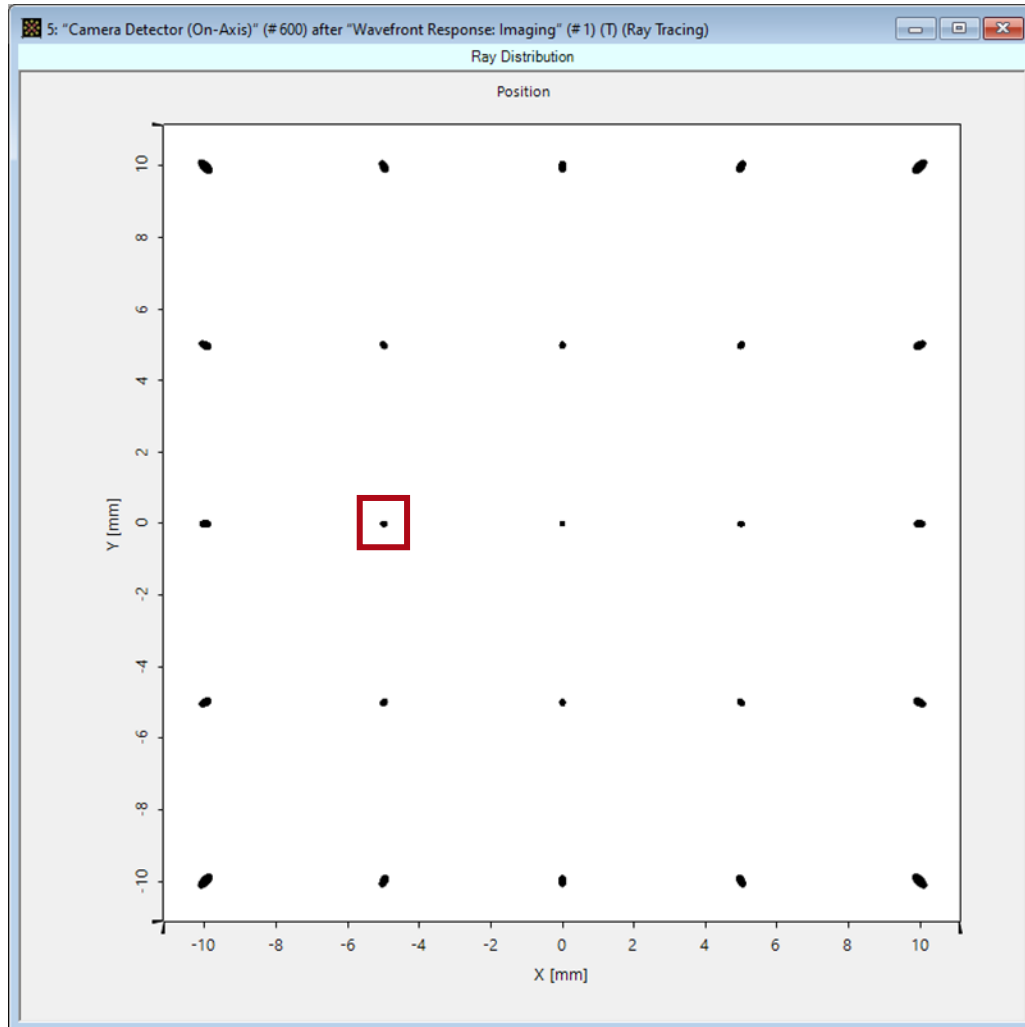 5: “Camera Detector (On-Axis)” (# 600) after “Wavefront Response: Imaging” (# 1) (T) (Ray Tracing)
Ray Distribution
Position
10
8
6
4
2
0
-2
-4
-6
-8
-10
Y [mm]
-10 -8 -6 -4 -2 0 2 4 6 8 10
X [mm]